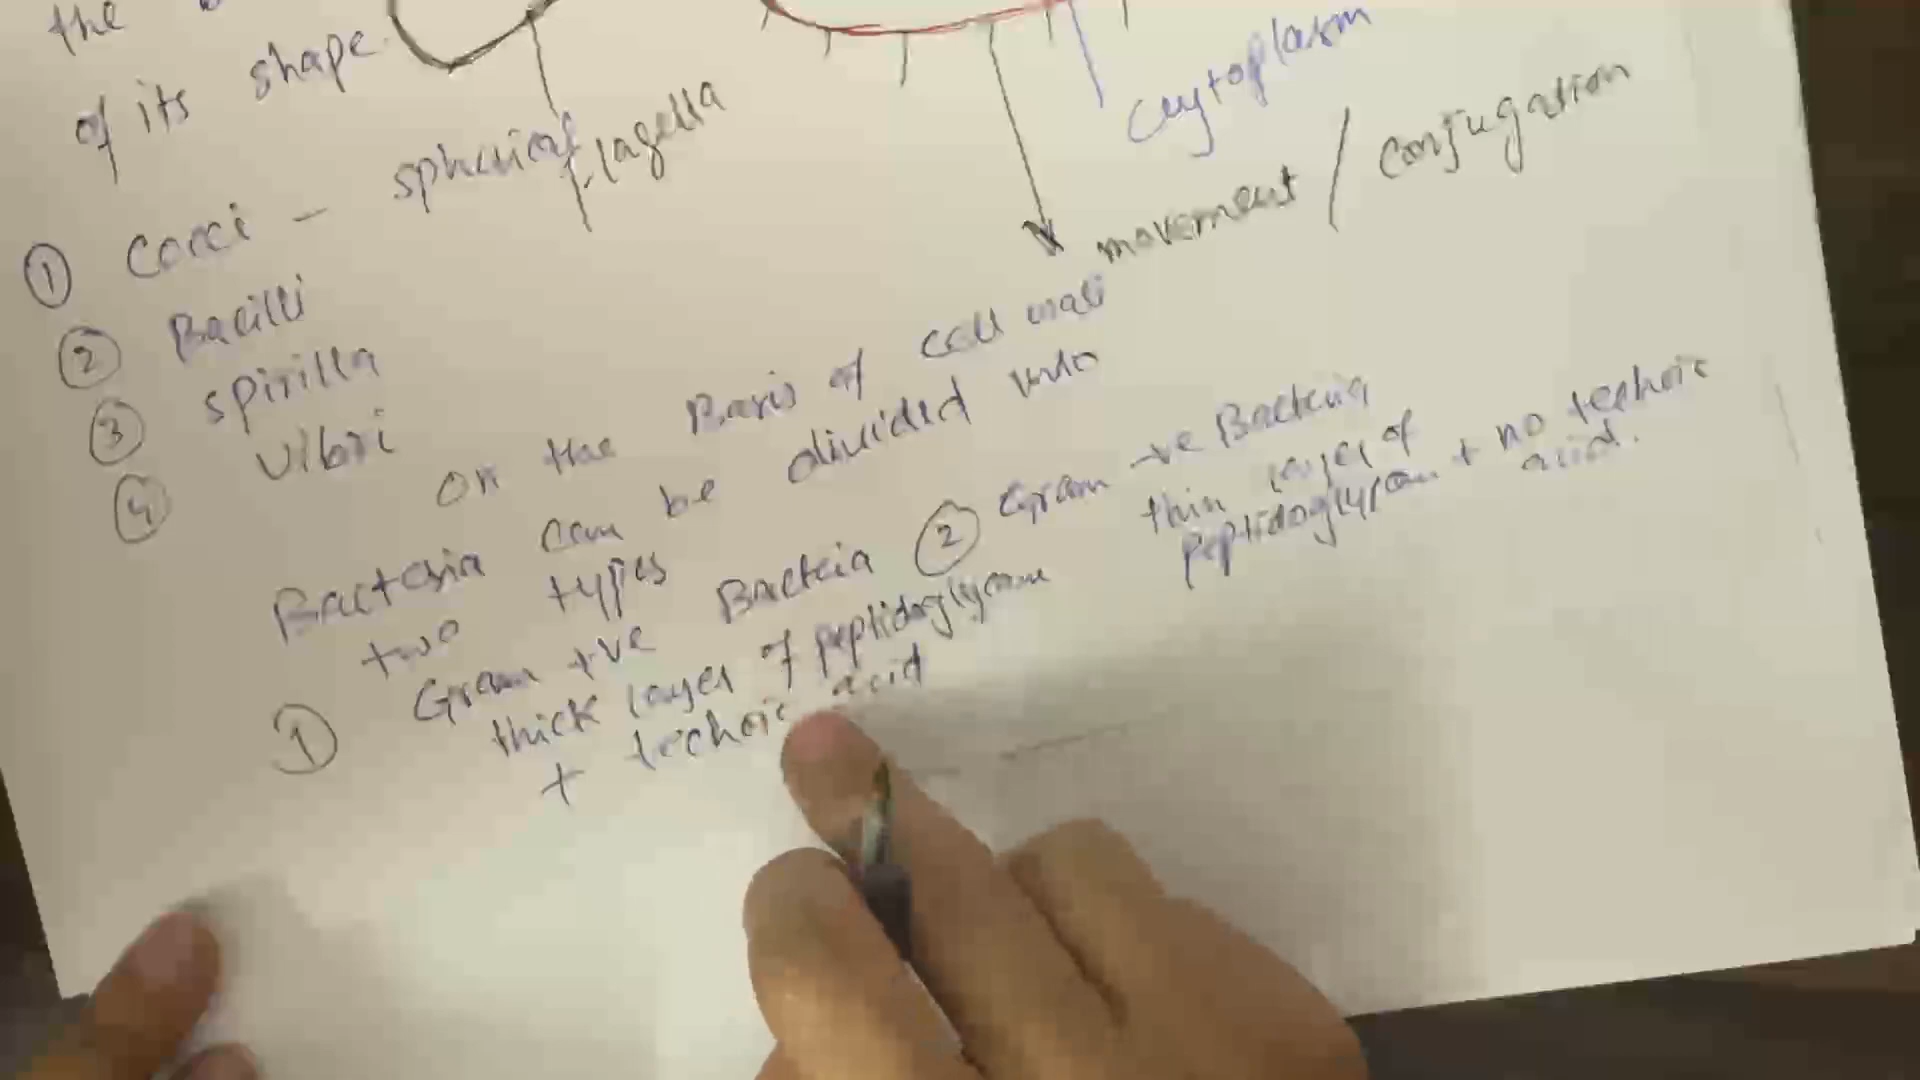 the
of its shape
flagella
Cytoplasm
movement / conjugation
① Cocci - spherical
② Bacilli
③ spirilla
④ vibri
on the Basis of cell wall
Bacteria can be divided into
two types
① Gram +ve Bacteia
thick layer of peptidoglycan
+ techoic acid
② Gram -ve Bacteria
thin layer of
peptidoglycan + no techoic
acid.